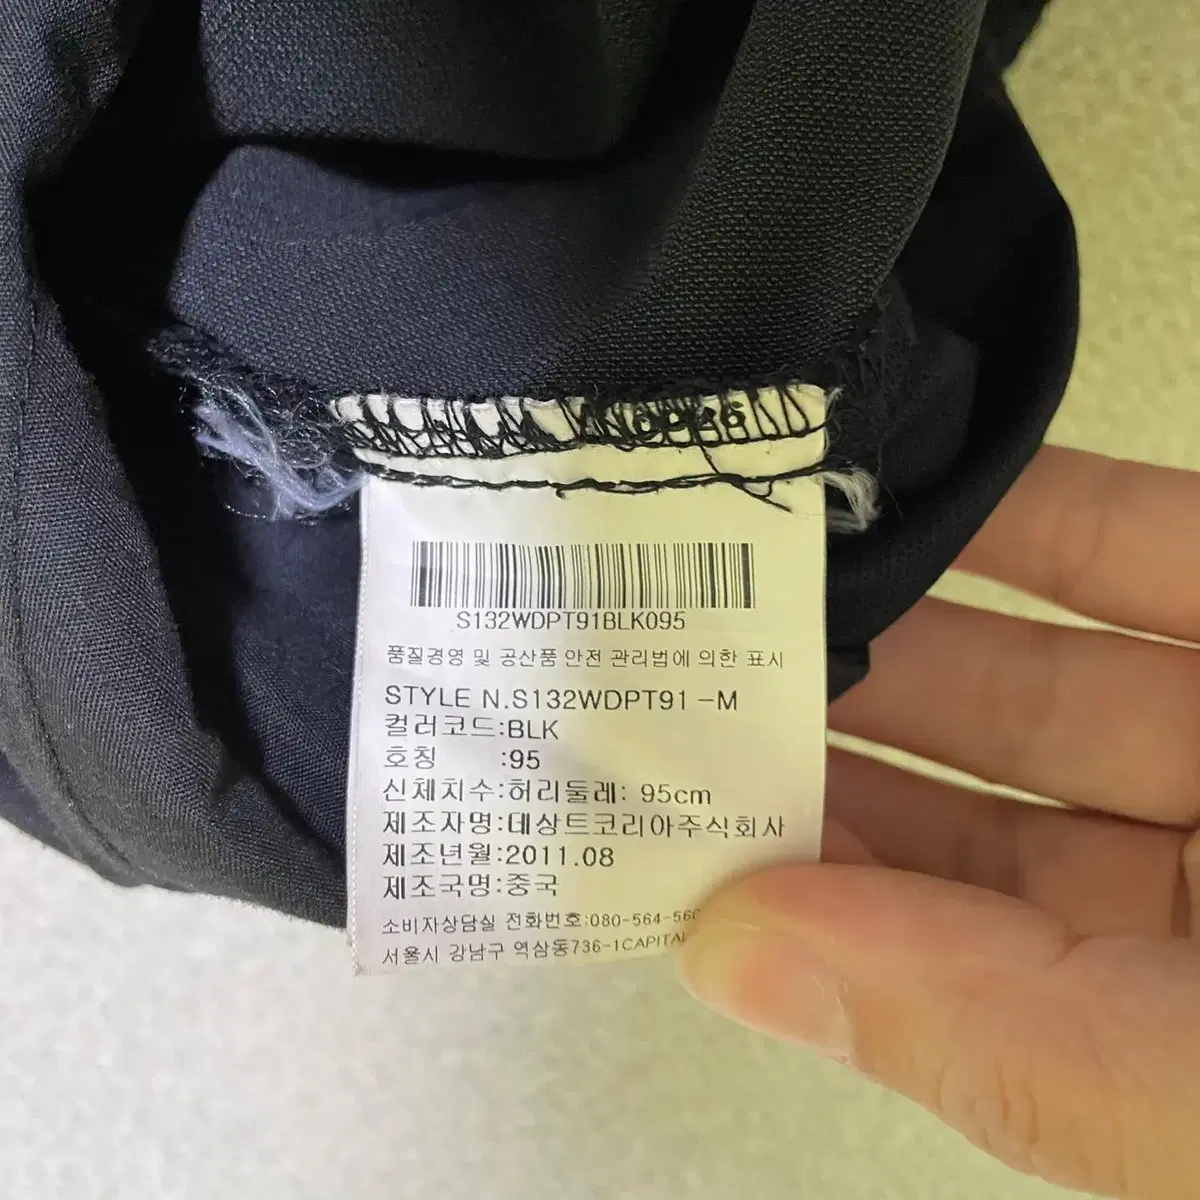 S132WDPT91BLK095
품질경영 및 공산품 안전 관리법에 의한 표시
STYLE N.S132WDPT91 -M
컬러코드:BLK
호칭 :95
신체치수:허리둘레: 95cm
제조자명:데상트코리아주식회사
제조년월:2011.08
제조국명:중국
소비자상담실 전화번호:080-564-560
서울시 강남구 역삼동736-1CAPITAL